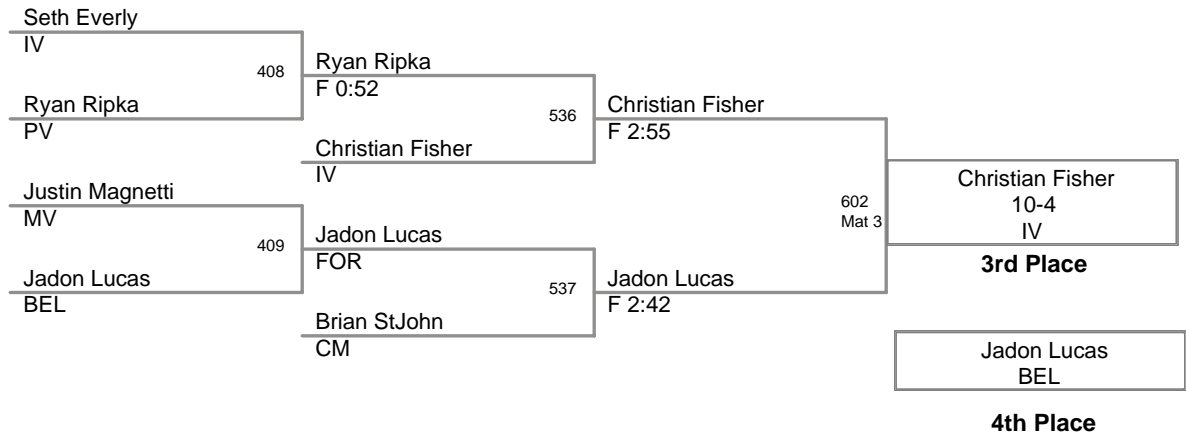 Seth Everly
IV
408
Ryan Ripka
PV
Ryan Ripka
F 0:52
536
Christian Fisher
IV
Christian Fisher
F 2:55
Justin Magnetti
MV
409
Jadon Lucas
BEL
Jadon Lucas
FOR
537
Brian StJohn
CM
Jadon Lucas
F 2:42
602
Mat 3
Christian Fisher
10-4
IV
3rd Place
Jadon Lucas
BEL
4th Place